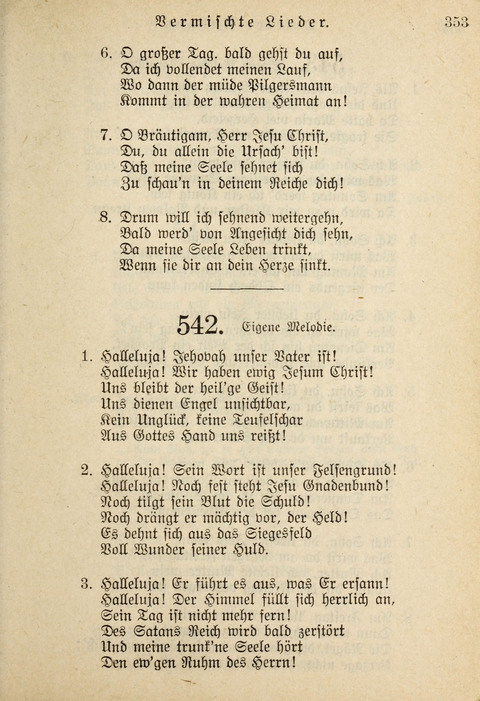 Vermischte Lieder. 353
6. O großer Tag. bald gehst du auf,
Da ich vollendet meinen Lauf,
Wo dann der müde Pilgersmann
Kommt in der wahren Heimat an!
7. O Bräutigam, Herr Jesu Christ,
Du, du allein die Ursach' bist!
Daß meine Seele sehnet sich
Zu schau'n in deinem Reiche dich!
8. Drum will ich sehnend weitergehn,
Bald werd' von Angesicht dich sehn,
Da meine Seele Leben trinkt,
Wenn sie dir an dein Herze sinkt.
542. Eigene Melodie.
1. Halleluja! Jehovah unser Vater ist!
Halleluja! Wir haben ewig Jesum Christ!
Uns bleibt der heil'ge Geist!
Uns dienen Engel unsichtbar,
Kein Unglück, keine Teufelschar
Aus Gottes Hand uns reißt!
2. Halleluja! Sein Wort ist unser Felsengrund!
Halleluja! Noch fest steht Jesu Gnadenbund!
Noch tilgt sein Blut die Schuld!
Noch drängt er mächtig vor, der Held!
Es dehnt sich aus das Siegesfeld
Voll Wunder seiner Huld.
3. Halleluja! Er führt es aus, was Er ersann!
Halleluja! Der Himmel füllt sich herrlich an,
Sein Tag ist nicht mehr fern!
Des Satans Reich wird bald zerstört
Und meine trunk'ne Seele hört
Den ew'gen Ruhm des Herrn!